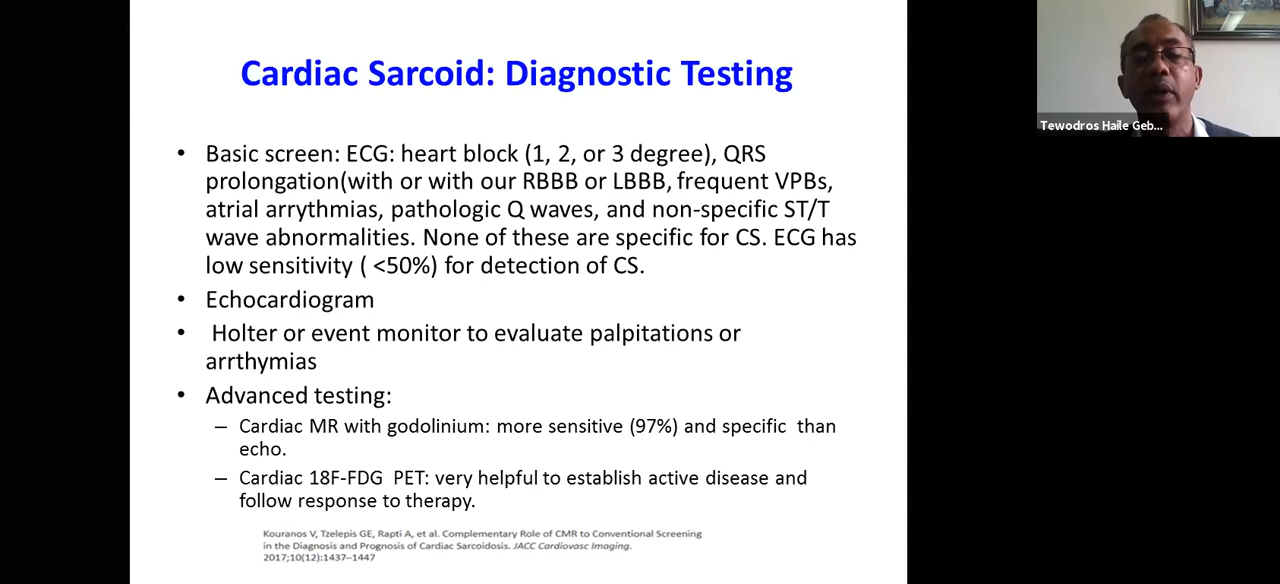 Cardiac Sarcoid: Diagnostic Testing
• Basic screen: ECG: heart block (1, 2, or 3 degree), QRS
prolongation(with or with our RBBB or LBBB, frequent VPBs,
atrial arrythmias, pathologic Q waves, and non-specific ST/T
wave abnormalities. None of these are specific for CS. ECG has
low sensitivity ( <50%) for detection of CS.
• Echocardiogram
• Holter or event monitor to evaluate palpitations or
arrthymias
• Advanced testing:
– Cardiac MR with godolinium: more sensitive (97%) and specific than
echo.
– Cardiac 18F-FDG PET: very helpful to establish active disease and
follow response to therapy.
Kouranos V, Tzelepis GE, Rapti A, et al. Complementary Role of CMR to Conventional Screening
in the Diagnosis and Prognosis of Cardiac Sarcoidosis. JACC Cardiovasc Imaging.
2017;10(12):1437–1447
Tewodros Haile Geb...